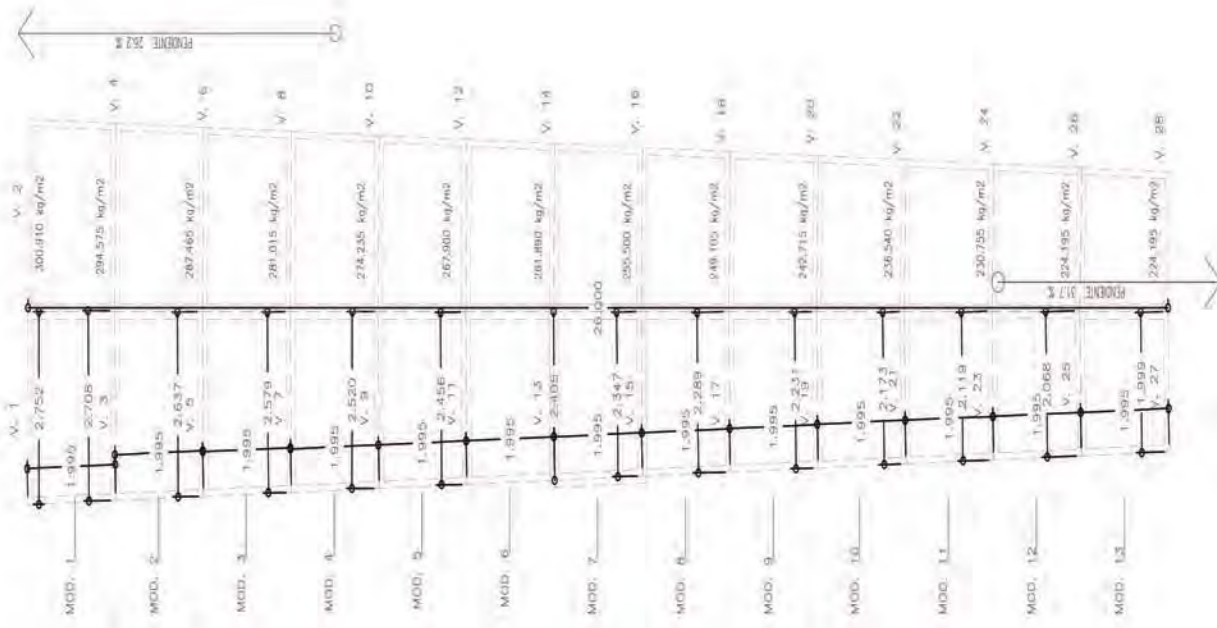 PENDIENTE 26.2 %
V. 1
V. 2
2.752
300.910 kg/m2
1.995
MOD. 1
2.708
294.575 kg/m2
V. 3
V. 4
1.995
MOD. 2
2.637
V. 5
V. 6
1.995
MOD. 3
2.579
281.015 kg/m2
V. 7
V. 8
1.995
MOD. 4
2.520
274.235 kg/m2
V. 9
V. 10
1.995
MOD. 5
2.456
267.900 kg/m2
V. 11
V. 12
1.995
MOD. 6
V. 13
V. 14
2.405
26.000
1.995
MOD. 7
2.347
255.500 kg/m2
V. 15
V. 16
1.995
MOD. 8
2.289
249.105 kg/m2
V. 17
V. 18
1.995
MOD. 9
2.231
242.715 kg/m2
V. 19
V. 20
1.995
MOD. 10
2.173
236.540 kg/m2
V. 21
V. 22
1.995
MOD. 11
2.119
230.755 kg/m2
V. 23
V. 24
1.995
MOD. 12
2.068
224.195 kg/m2
V. 25
V. 26
1.995
MOD. 13
1.999
224.195 kg/m2
V. 27
V. 28
PENDIENTE 31.7 %